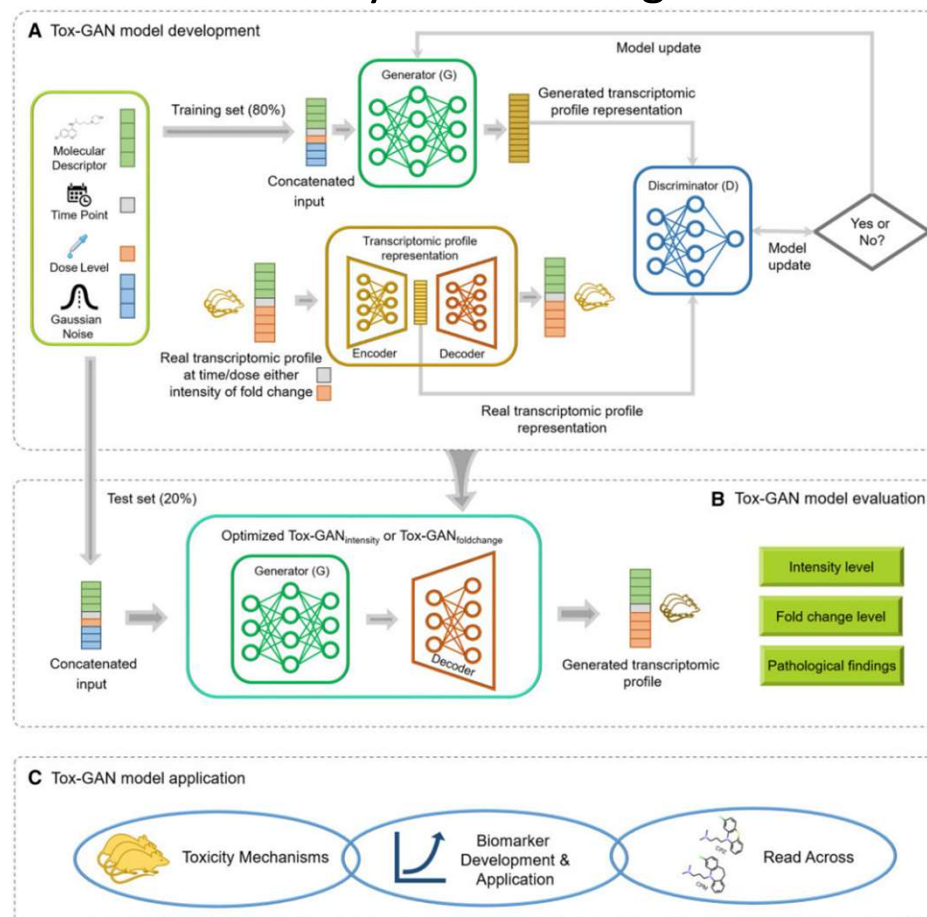 A Tox-GAN model development
Model update
Molecular
Descriptor
Time Point
Dose Level
Gaussian
Noise
Training set (80%)
Concatenated
input
Generator (G)
Generated transcriptomic
profile representation
Discriminator (D)
Yes or
No?
Model
update
Transcriptomic profile
representation
Encoder
Decoder
Real transcriptomic profile
at time/dose either
intensity of fold change
Real transcriptomic profile
representation
Test set (20%)
B Tox-GAN model evaluation
Optimized Tox-GANintensity or Tox-GANfoldchange
Generator (G)
Decoder
Concatenated
input
Generated transcriptomic
profile
Intensity level
Fold change level
Pathological findings
C Tox-GAN model application
Toxicity Mechanisms
Biomarker
Development &
Application
CPZ
CPM
Read Across